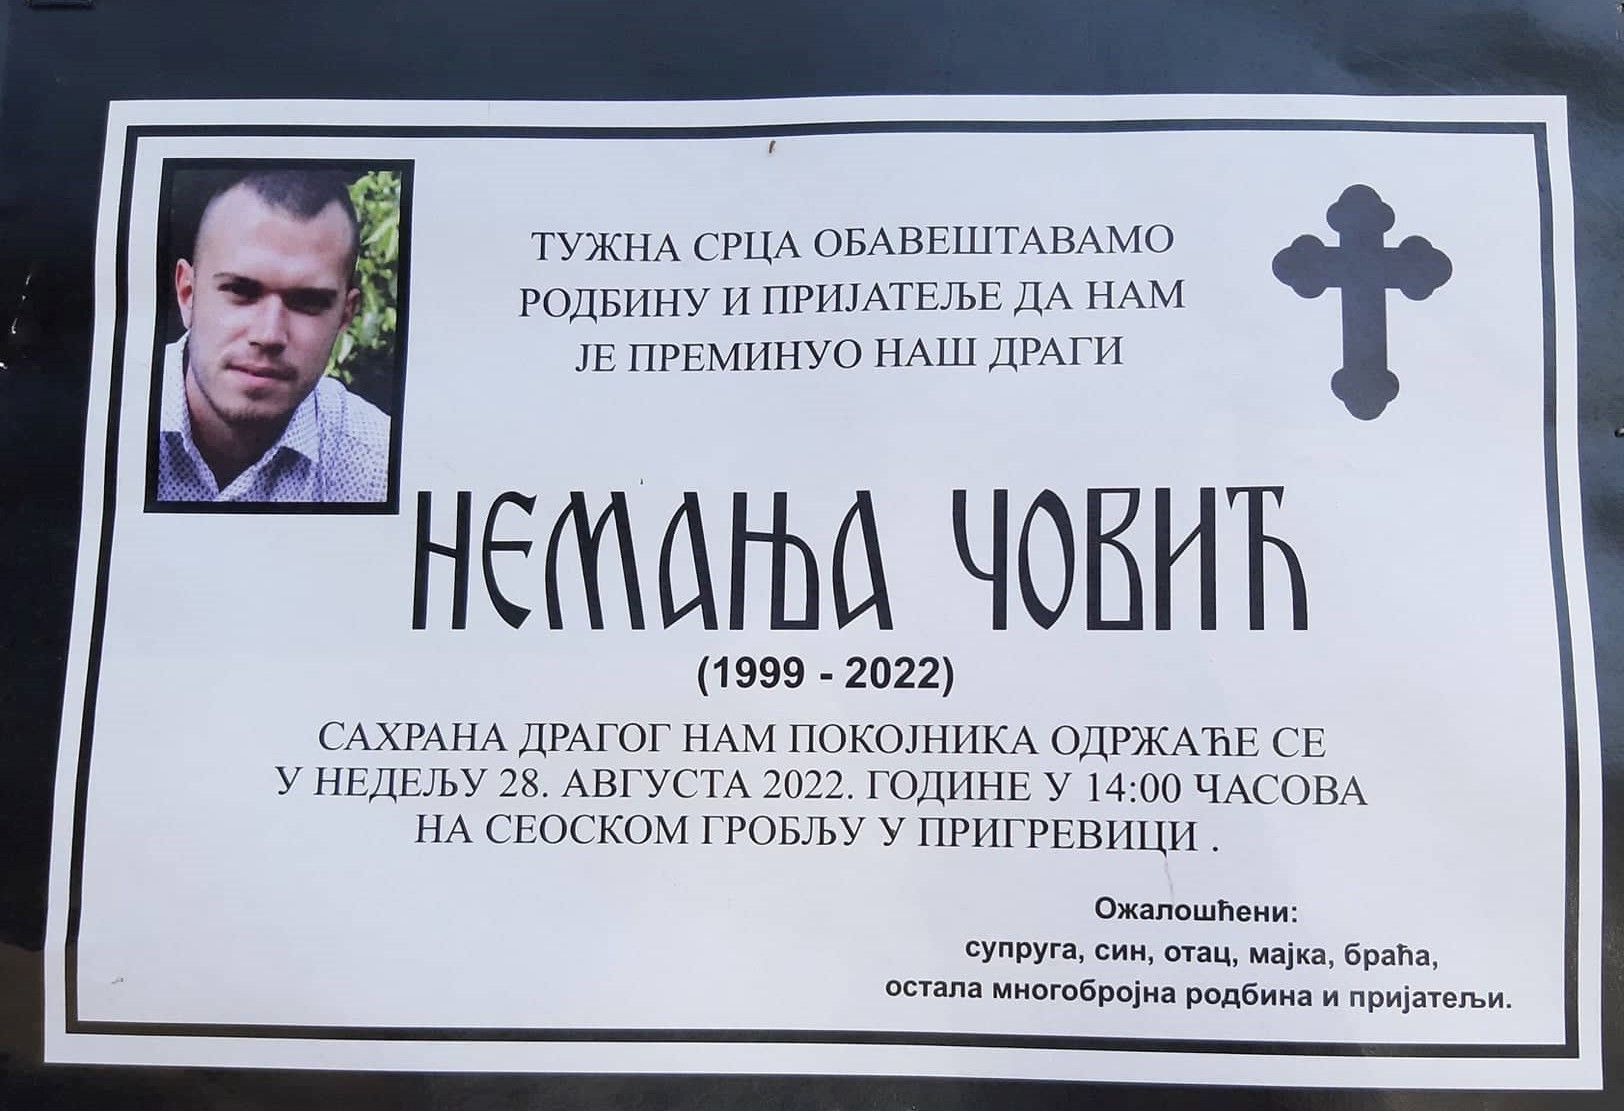 ТУЖНА СРЦА ОБАВЕШТАВАМО
РОДБИНУ И ПРИЈАТЕЉЕ ДА НАМ
ЈЕ ПРЕМИНУО НАШ ДРАГИ
НЕМАЊА ЧОВИЋ
(1999 - 2022)
САХРАНА ДРАГОГ НАМ ПОКОЈНИКА ОДРЖАЋЕ СЕ
У НЕДЕЉУ 28. АВГУСТА 2022. ГОДИНЕ У 14:00 ЧАСОВА
НА СЕОСКОМ ГРОБЉУ У ПРИГРЕВИЦИ .
Ожалошћени:
супруга, син, отац, мајка, браћа,
остала многобројна родбина и пријатељи.